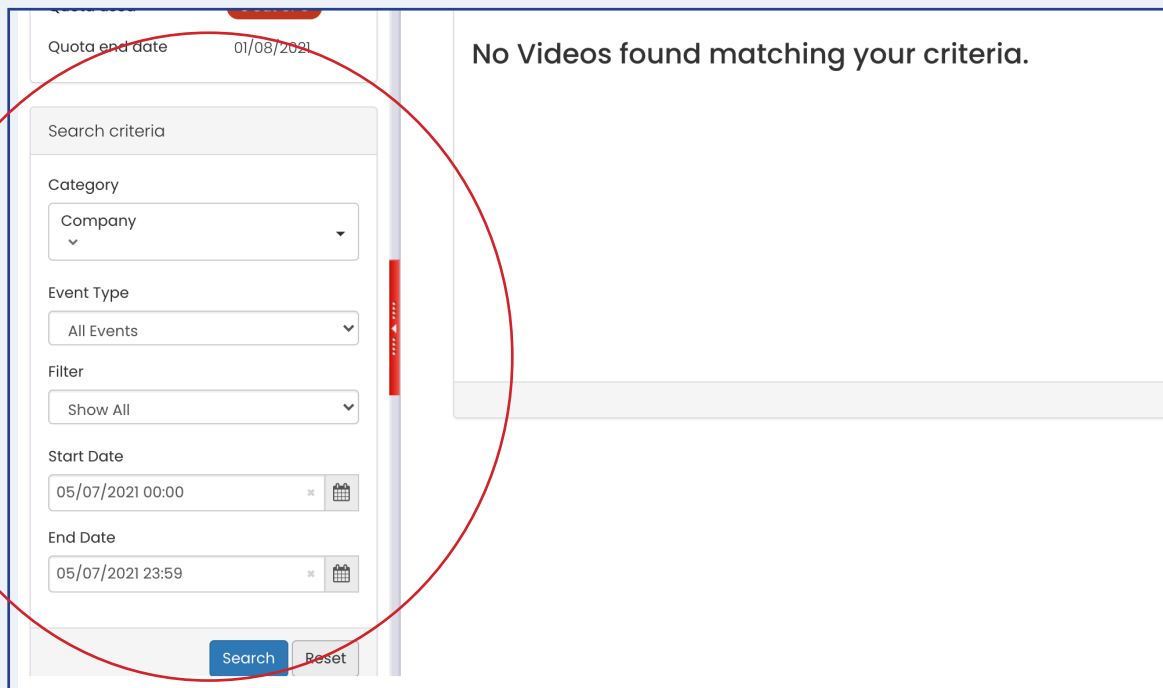 Quota used
Quota end date 01/08/2021
No Videos found matching your criteria.
Search criteria
Category
Company
Event Type
All Events
Filter
Show All
Start Date
05/07/2021 00:00
End Date
05/07/2021 23:59
Search Reset